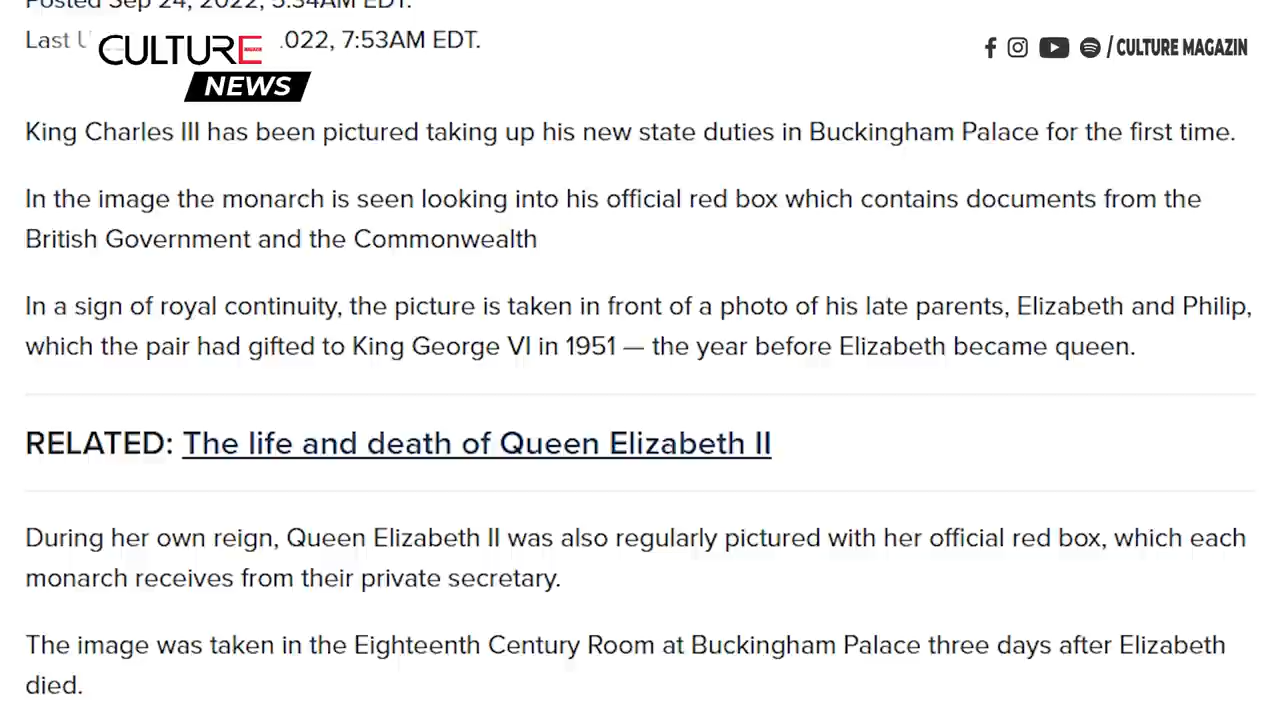 Posted Sep 24, 2022, 5:34AM EDT.
Last U .022, 7:53AM EDT.
CULTURE
NEWS
/ CULTURE MAGAZIN
King Charles III has been pictured taking up his new state duties in Buckingham Palace for the first time.
In the image the monarch is seen looking into his official red box which contains documents from the
British Government and the Commonwealth
In a sign of royal continuity, the picture is taken in front of a photo of his late parents, Elizabeth and Philip,
which the pair had gifted to King George VI in 1951 — the year before Elizabeth became queen.
RELATED: The life and death of Queen Elizabeth II
During her own reign, Queen Elizabeth II was also regularly pictured with her official red box, which each
monarch receives from their private secretary.
The image was taken in the Eighteenth Century Room at Buckingham Palace three days after Elizabeth
died.